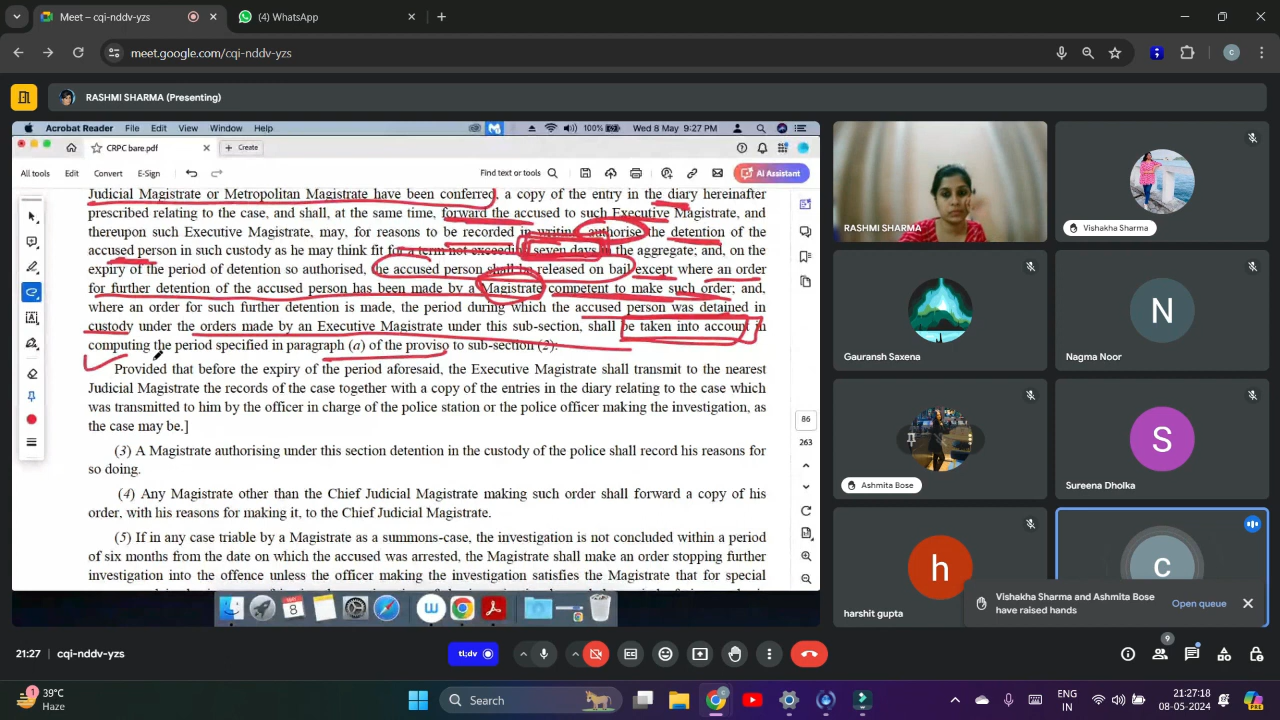 Meet – cqi-nddv-yzs
(4) WhatsApp
meet.google.com/cqi-nddv-yzs
c
RASHMI SHARMA (Presenting)
Acrobat Reader File Edit View Window Help
100% Wed 8 May 9:27 PM
CRPC bare.pdf
Create
All tools Edit Convert E-Sign
Find text or tools
AI Assistant
Judicial Magistrate or Metropolitan Magistrate have been conferred, a copy of the entry in the diary hereinafter
prescribed relating to the case, and shall, at the same time, forward the accused to such Executive Magistrate, and
thereupon such Executive Magistrate, may, for reasons to be recorded in writing, authorise the detention of the
accused person in such custody as he may think fit for a term not exceeding seven days in the aggregate; and, on the
expiry of the period of detention so authorised, the accused person shall be released on bail except where an order
for further detention of the accused person has been made by a Magistrate competent to make such order; and,
where an order for such further detention is made, the period during which the accused person was detained in
custody under the orders made by an Executive Magistrate under this sub-section, shall be taken into account in
computing the period specified in paragraph (a) of the proviso to sub-section (2):
Provided that before the expiry of the period aforesaid, the Executive Magistrate shall transmit to the nearest
Judicial Magistrate the records of the case together with a copy of the entries in the diary relating to the case which
was transmitted to him by the officer in charge of the police station or the police officer making the investigation, as
the case may be.]
(3) A Magistrate authorising under this section detention in the custody of the police shall record his reasons for
so doing.
(4) Any Magistrate other than the Chief Judicial Magistrate making such order shall forward a copy of his
order, with his reasons for making it, to the Chief Judicial Magistrate.
(5) If in any case triable by a Magistrate as a summons-case, the investigation is not concluded within a period
of six months from the date on which the accused was arrested, the Magistrate shall make an order stopping further
investigation into the offence unless the officer making the investigation satisfies the Magistrate that for special
86
263
RASHMI SHARMA
Vishakha Sharma
Gauransh Saxena
N
Nagma Noor
Ashmita Bose
S
Sureena Dholka
h
harshit gupta
c
Vishakha Sharma and Ashmita Bose
have raised hands
Open queue
21:27 cqi-nddv-yzs
tl;dv
9
1
39°C
Haze
Search
ENG
IN
21:27:18
08-05-2024